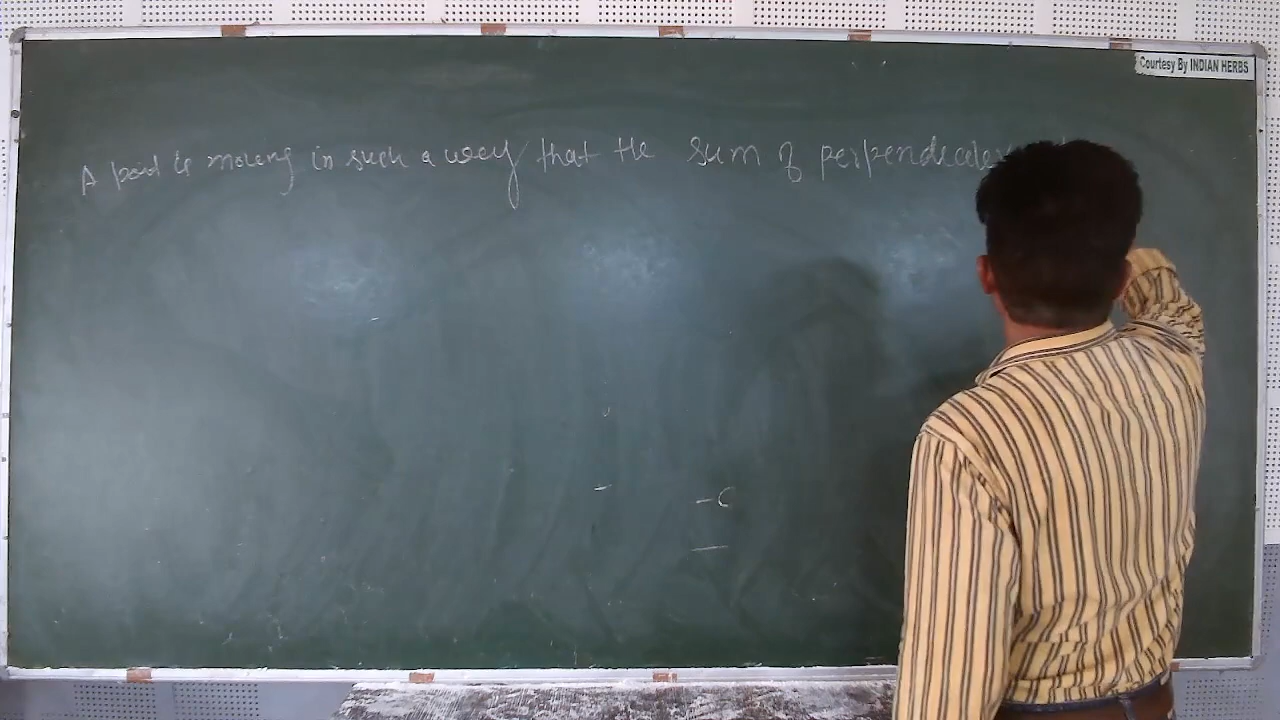 Courtesy By INDIAN HERBS
A point is moving in such a way that the sum of perpendicular
- C